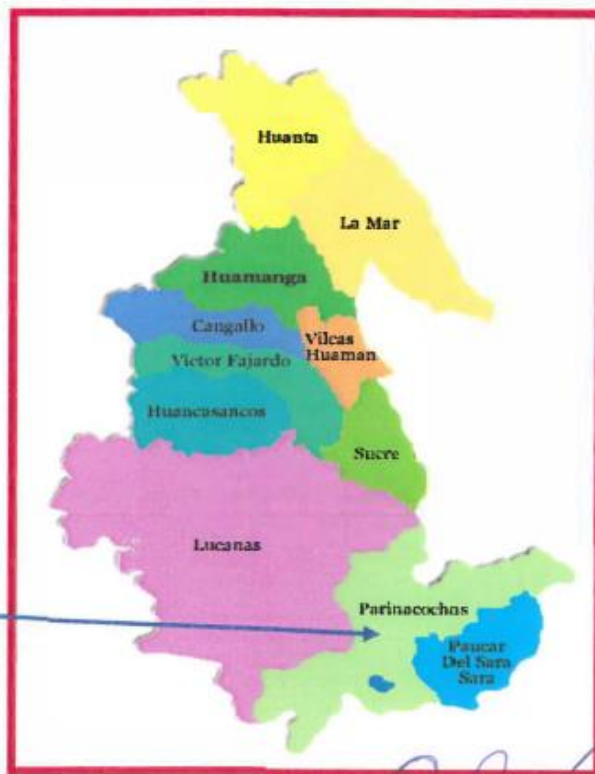 Huanta
La Mar
Huamanga
Cangallo
Vilcas
Huaman
Victor Fajardo
Huancasancos
Sucre
Lucanas
Parinacochas
Paucar
Del Sara
Sara